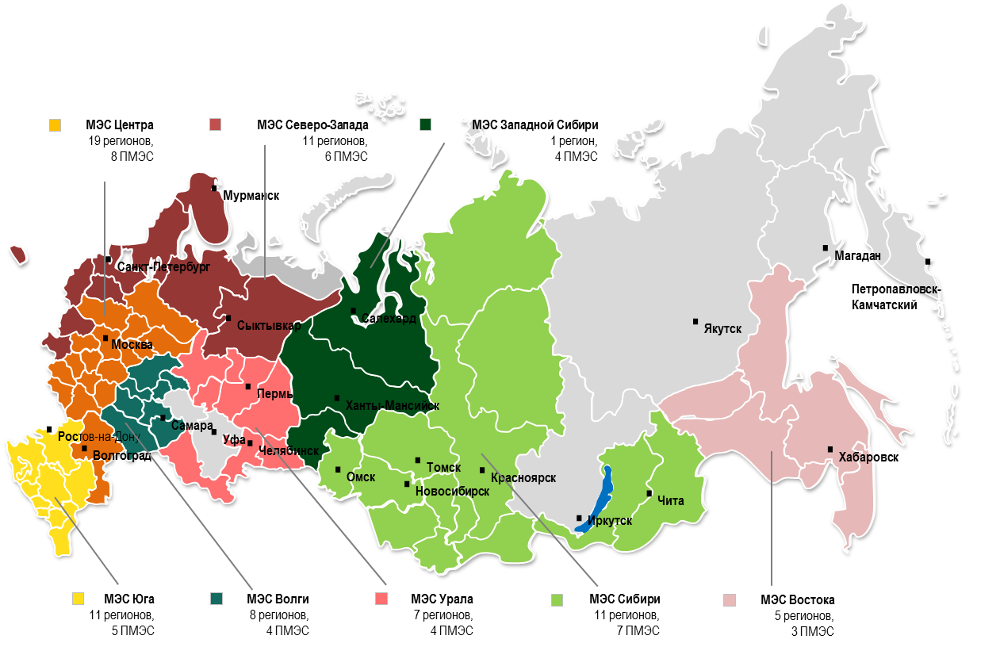 МЭС Центра
19 регионов,
8 ПМЭС
МЭС Северо-Запада
11 регионов,
6 ПМЭС
МЭС Западной Сибири
1 регион,
4 ПМЭС
Мурманск
Санкт-Петербург
Магадан
Петропавловск-
Камчатский
Салехард
Сыктывкар
Якутск
Москва
Пермь
Ханты-Мансийск
Самара
Ростов-на-Дону
Уфа
Челябинск
Волгоград
Хабаровск
Томск
Омск
Красноярск
Новосибирск
Чита
Иркутск
МЭС Юга
11 регионов,
5 ПМЭС
МЭС Волги
8 регионов,
4 ПМЭС
МЭС Урала
7 регионов,
4 ПМЭС
МЭС Сибири
11 регионов,
7 ПМЭС
МЭС Востока
5 регионов,
3 ПМЭС